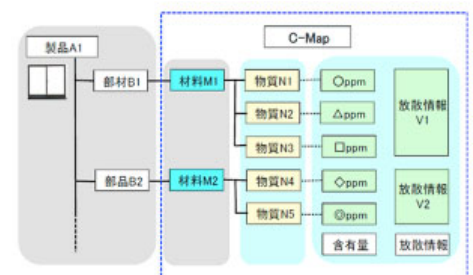 C-Map
製品A1
部材B1 材料M1 物質N1 〇ppm
物質N2 △ppm
物質N3 □ppm
放散情報
V1
部品B2 材料M2 物質N4 ◇ppm
物質N5 ◎ppm
放散情報
V2
含有量 放散情報